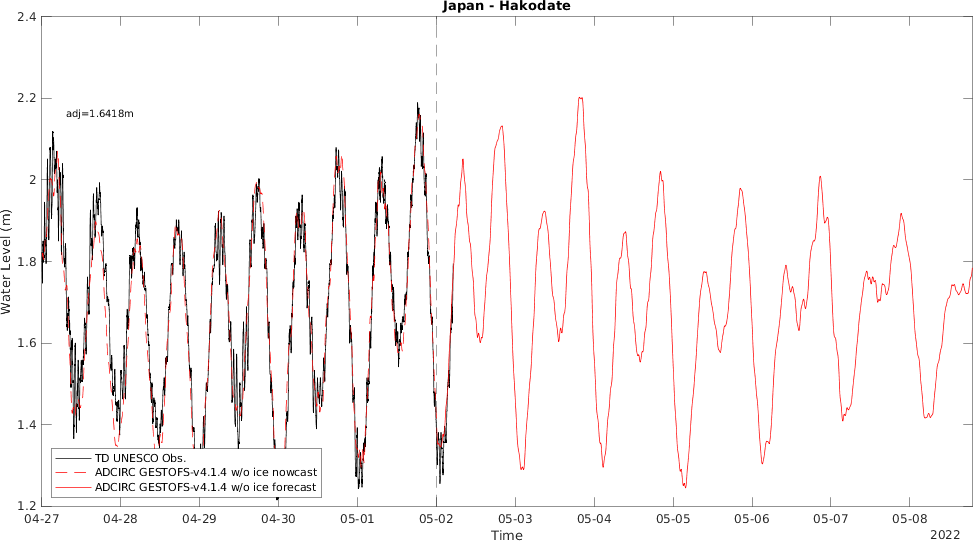 Japan - Hakodate
2.4
2.2
2
1.8
1.6
1.4
1.2
Water Level (m)
adj=1.6418m
TD UNESCO Obs.
ADCIRC GESTOFS-v4.1.4 w/o ice nowcast
ADCIRC GESTOFS-v4.1.4 w/o ice forecast
04-27 04-28 04-29 04-30 05-01 05-02 05-03 05-04 05-05 05-06 05-07 05-08
Time
2022